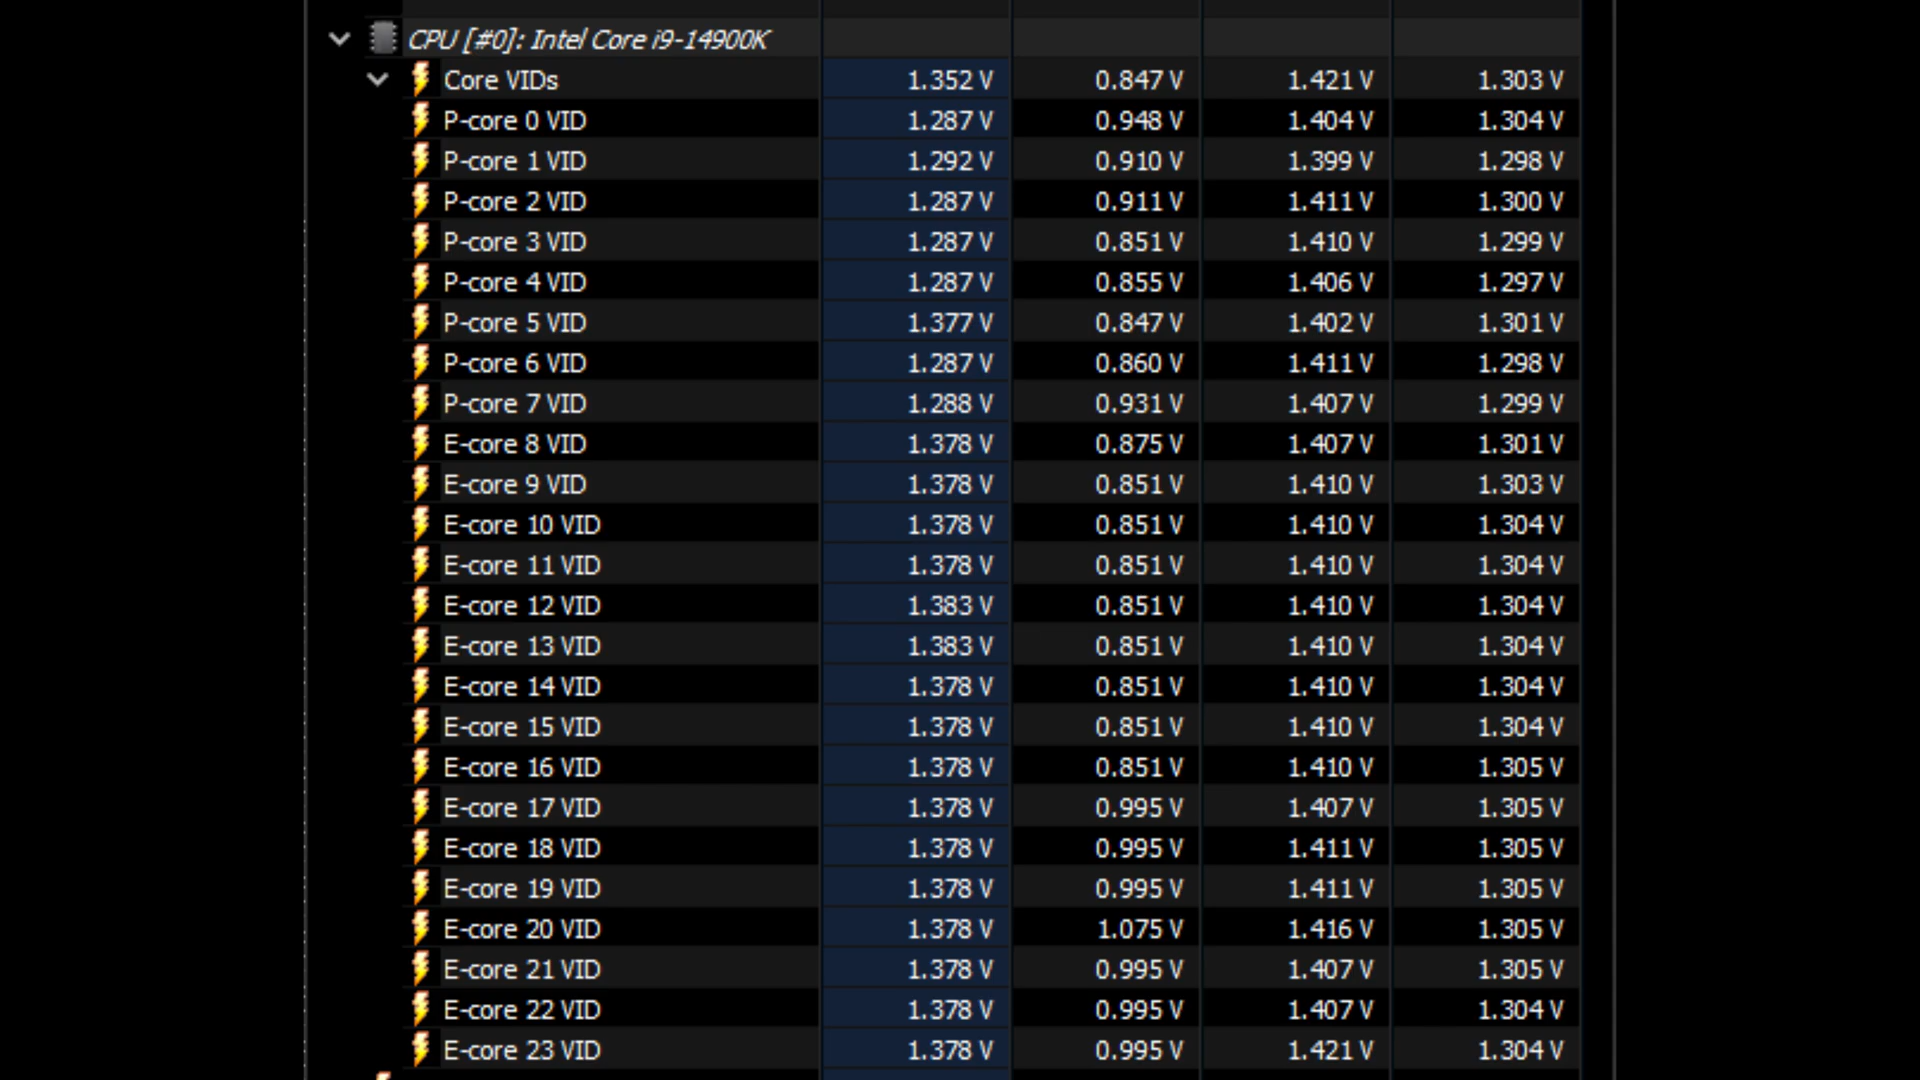 CPU [#0]: Intel Core i9-14900K
Core VIDs 1.352 V 0.847 V 1.421 V 1.303 V
P-core 0 VID 1.287 V 0.948 V 1.404 V 1.304 V
P-core 1 VID 1.292 V 0.910 V 1.399 V 1.298 V
P-core 2 VID 1.287 V 0.911 V 1.411 V 1.300 V
P-core 3 VID 1.287 V 0.851 V 1.410 V 1.299 V
P-core 4 VID 1.287 V 0.855 V 1.406 V 1.297 V
P-core 5 VID 1.377 V 0.847 V 1.402 V 1.301 V
P-core 6 VID 1.287 V 0.860 V 1.411 V 1.298 V
P-core 7 VID 1.288 V 0.931 V 1.407 V 1.299 V
E-core 8 VID 1.378 V 0.875 V 1.407 V 1.301 V
E-core 9 VID 1.378 V 0.851 V 1.410 V 1.303 V
E-core 10 VID 1.378 V 0.851 V 1.410 V 1.304 V
E-core 11 VID 1.378 V 0.851 V 1.410 V 1.304 V
E-core 12 VID 1.383 V 0.851 V 1.410 V 1.304 V
E-core 13 VID 1.383 V 0.851 V 1.410 V 1.304 V
E-core 14 VID 1.378 V 0.851 V 1.410 V 1.304 V
E-core 15 VID 1.378 V 0.851 V 1.410 V 1.304 V
E-core 16 VID 1.378 V 0.851 V 1.410 V 1.305 V
E-core 17 VID 1.378 V 0.995 V 1.407 V 1.305 V
E-core 18 VID 1.378 V 0.995 V 1.411 V 1.305 V
E-core 19 VID 1.378 V 0.995 V 1.411 V 1.305 V
E-core 20 VID 1.378 V 1.075 V 1.416 V 1.305 V
E-core 21 VID 1.378 V 0.995 V 1.407 V 1.305 V
E-core 22 VID 1.378 V 0.995 V 1.407 V 1.304 V
E-core 23 VID 1.378 V 0.995 V 1.421 V 1.304 V